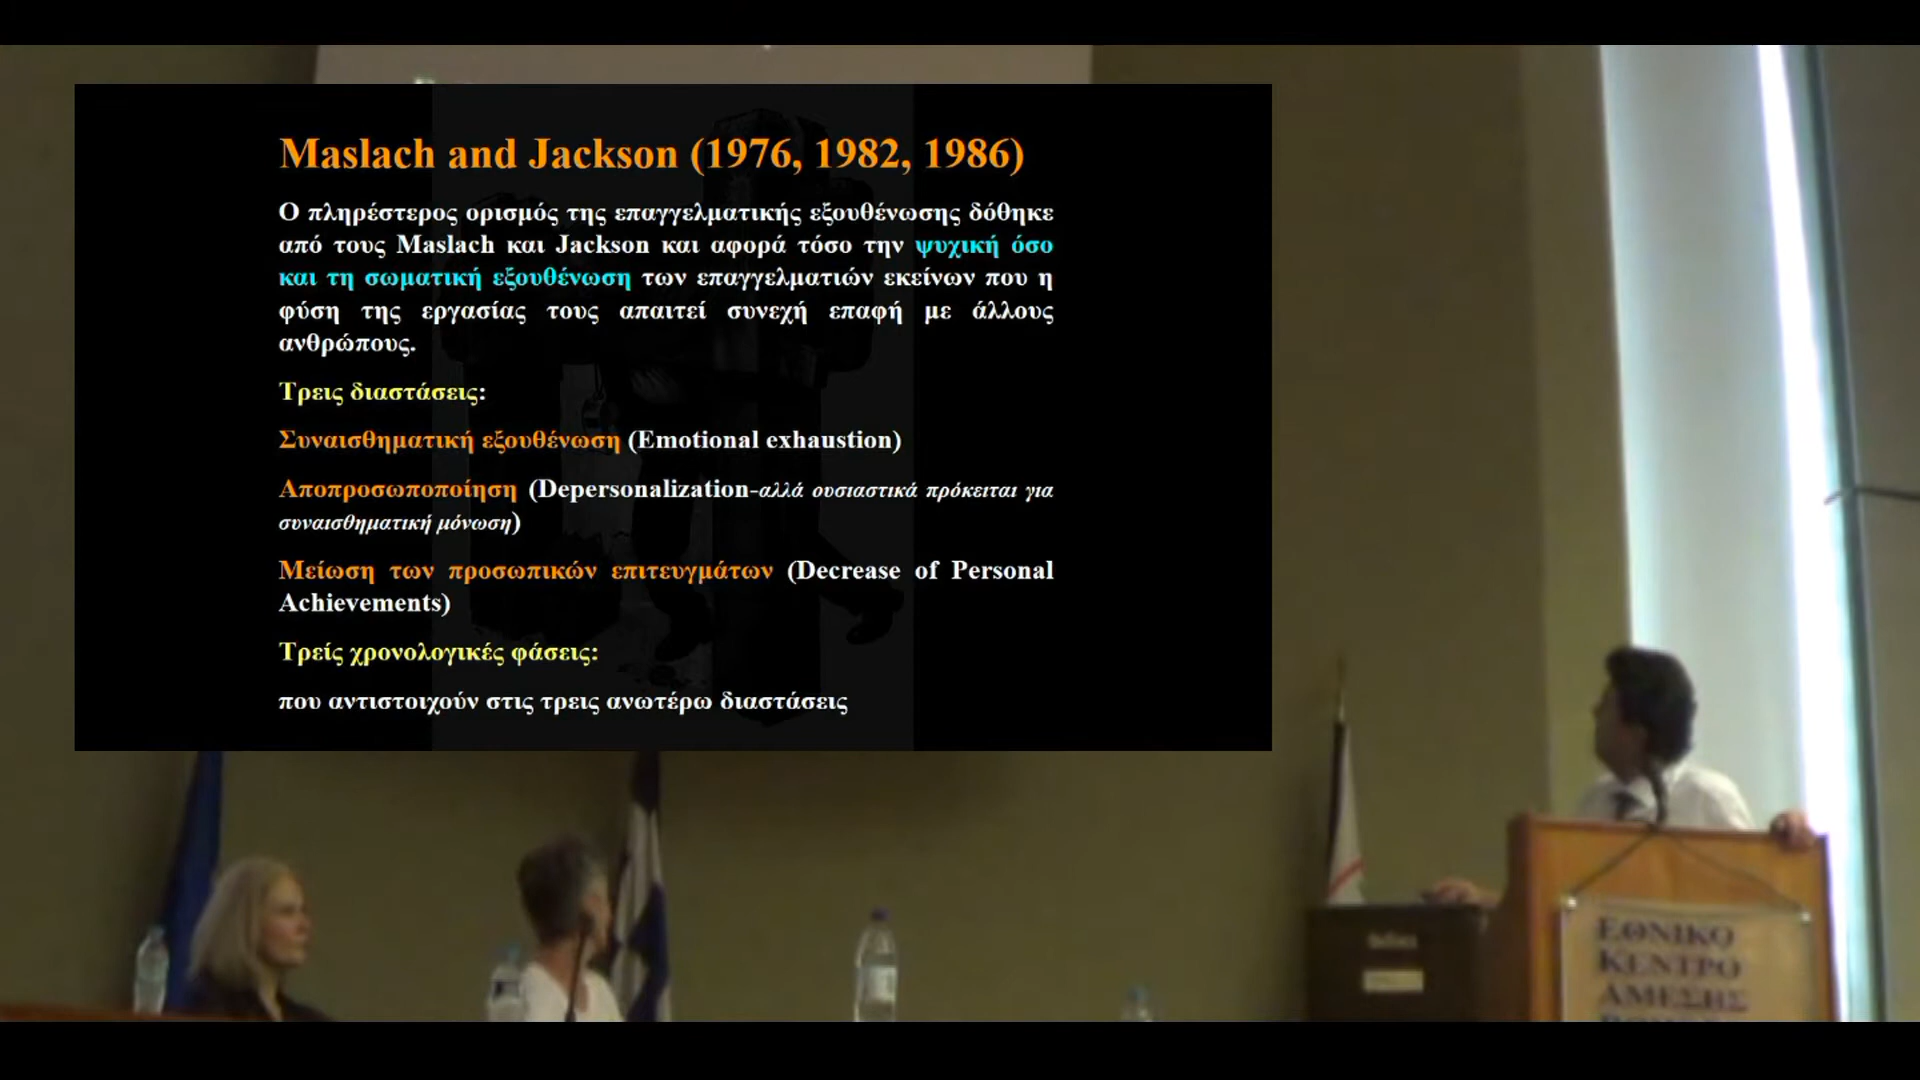 Maslach and Jackson (1976, 1982, 1986)
Ο πληρέστερος ορισμός της επαγγελματικής εξουθένωσης δόθηκε
από τους Maslach και Jackson και αφορά τόσο την ψυχική όσο
και τη σωματική εξουθένωση των επαγγελματιών εκείνων που η
φύση της εργασίας τους απαιτεί συνεχή επαφή με άλλους
ανθρώπους.
Τρεις διαστάσεις:
Συναισθηματική εξουθένωση (Emotional exhaustion)
Αποπροσωποποίηση (Depersonalization-αλλά ουσιαστικά πρόκειται για
συναισθηματική μόνωση)
Μείωση των προσωπικών επιτευγμάτων (Decrease of Personal
Achievements)
Τρείς χρονολογικές φάσεις:
που αντιστοιχούν στις τρεις ανωτέρω διαστάσεις
ΕΘΝΙΚΟ
ΚΕΝΤΡΟ
ΑΜΕΣΗΣ